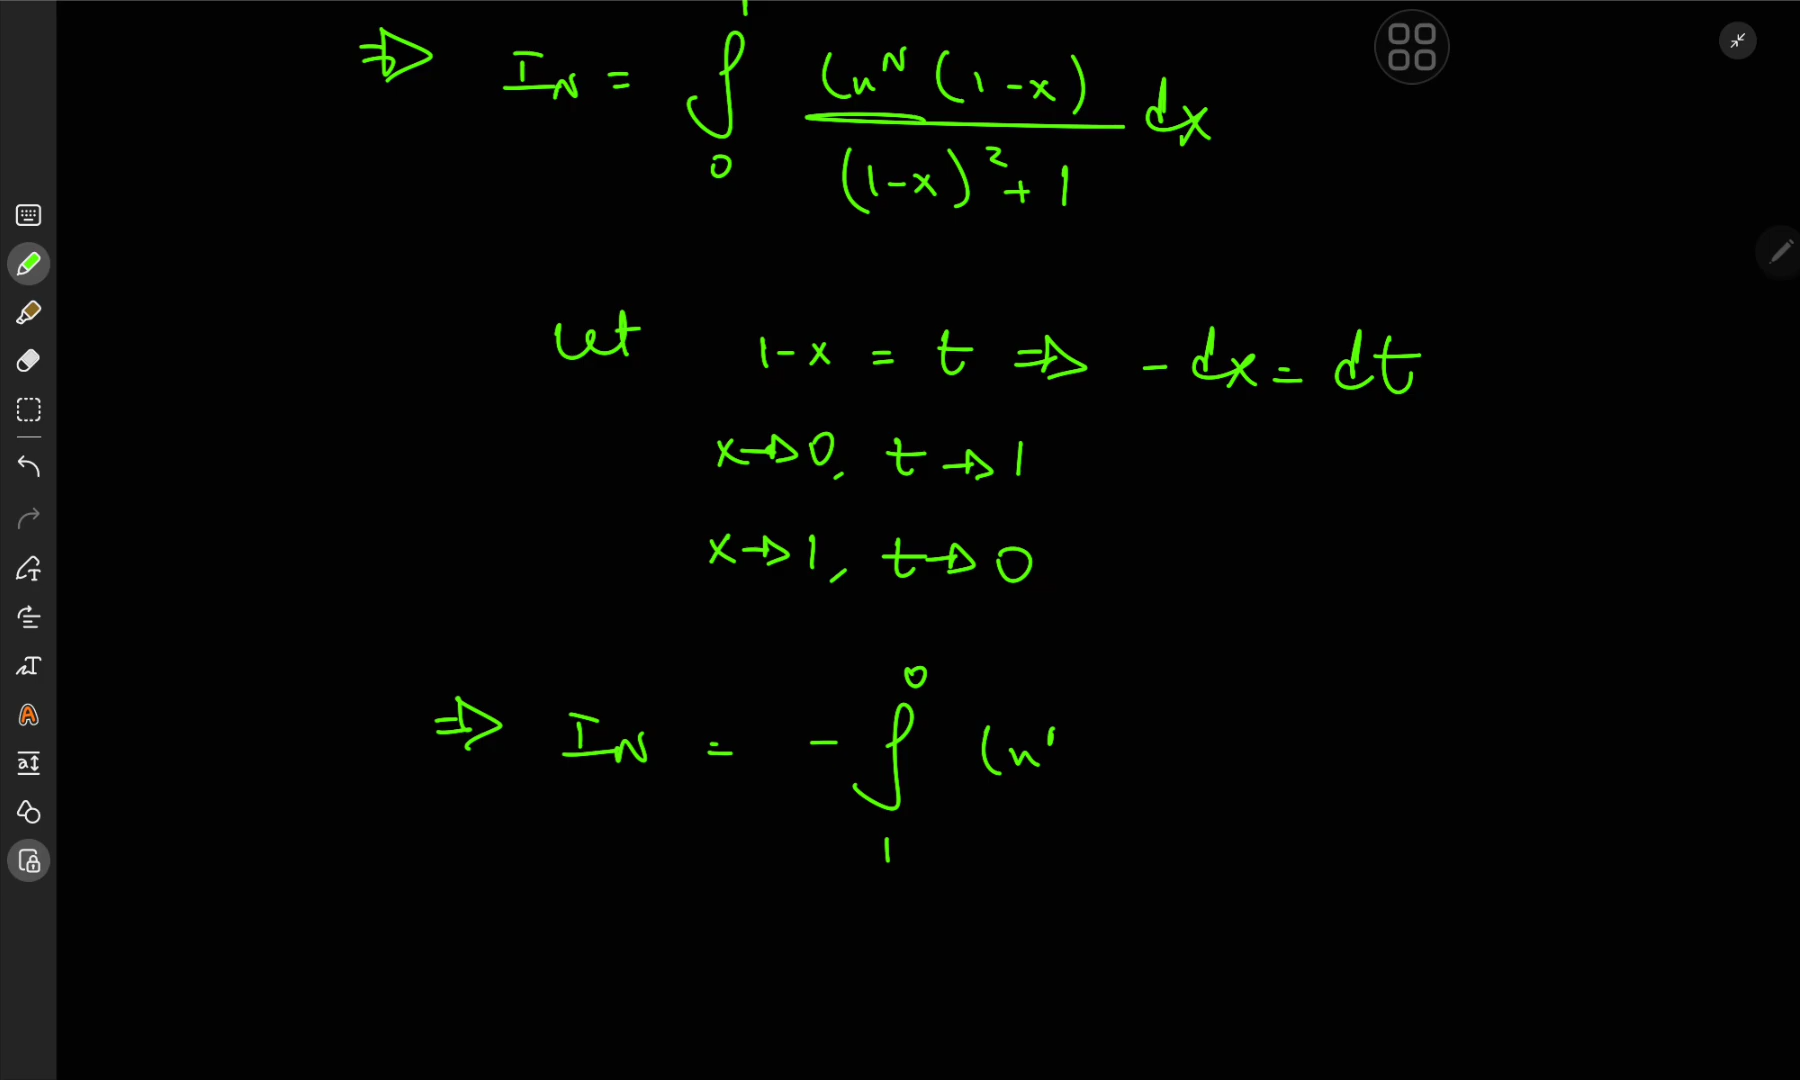 ⇒ I_N = ∫_0^1 ln^N (1-x) / ((1-x)^2 + 1) dx
let 1-x = t ⇒ -dx = dt
x→0, t→1
x→1, t→0
⇒ I_N = - ∫_1^0 ln'